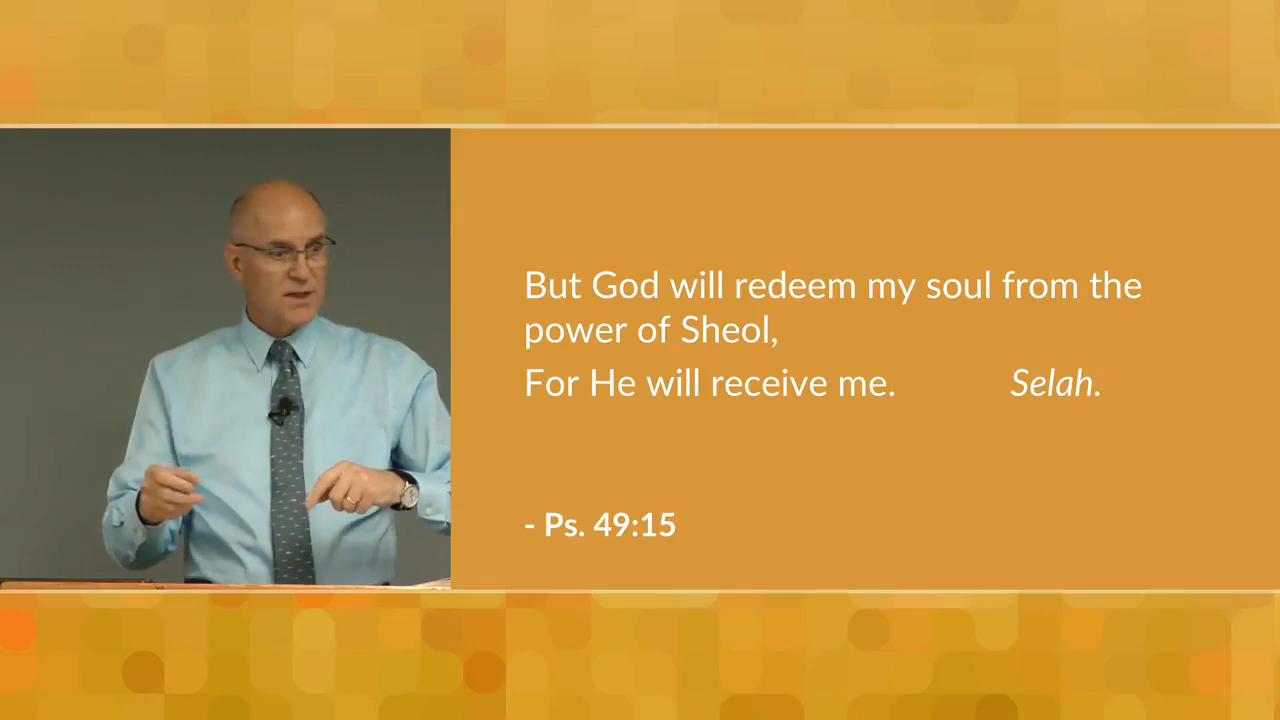 But God will redeem my soul from the
power of Sheol,
For He will receive me. Selah.
- Ps. 49:15